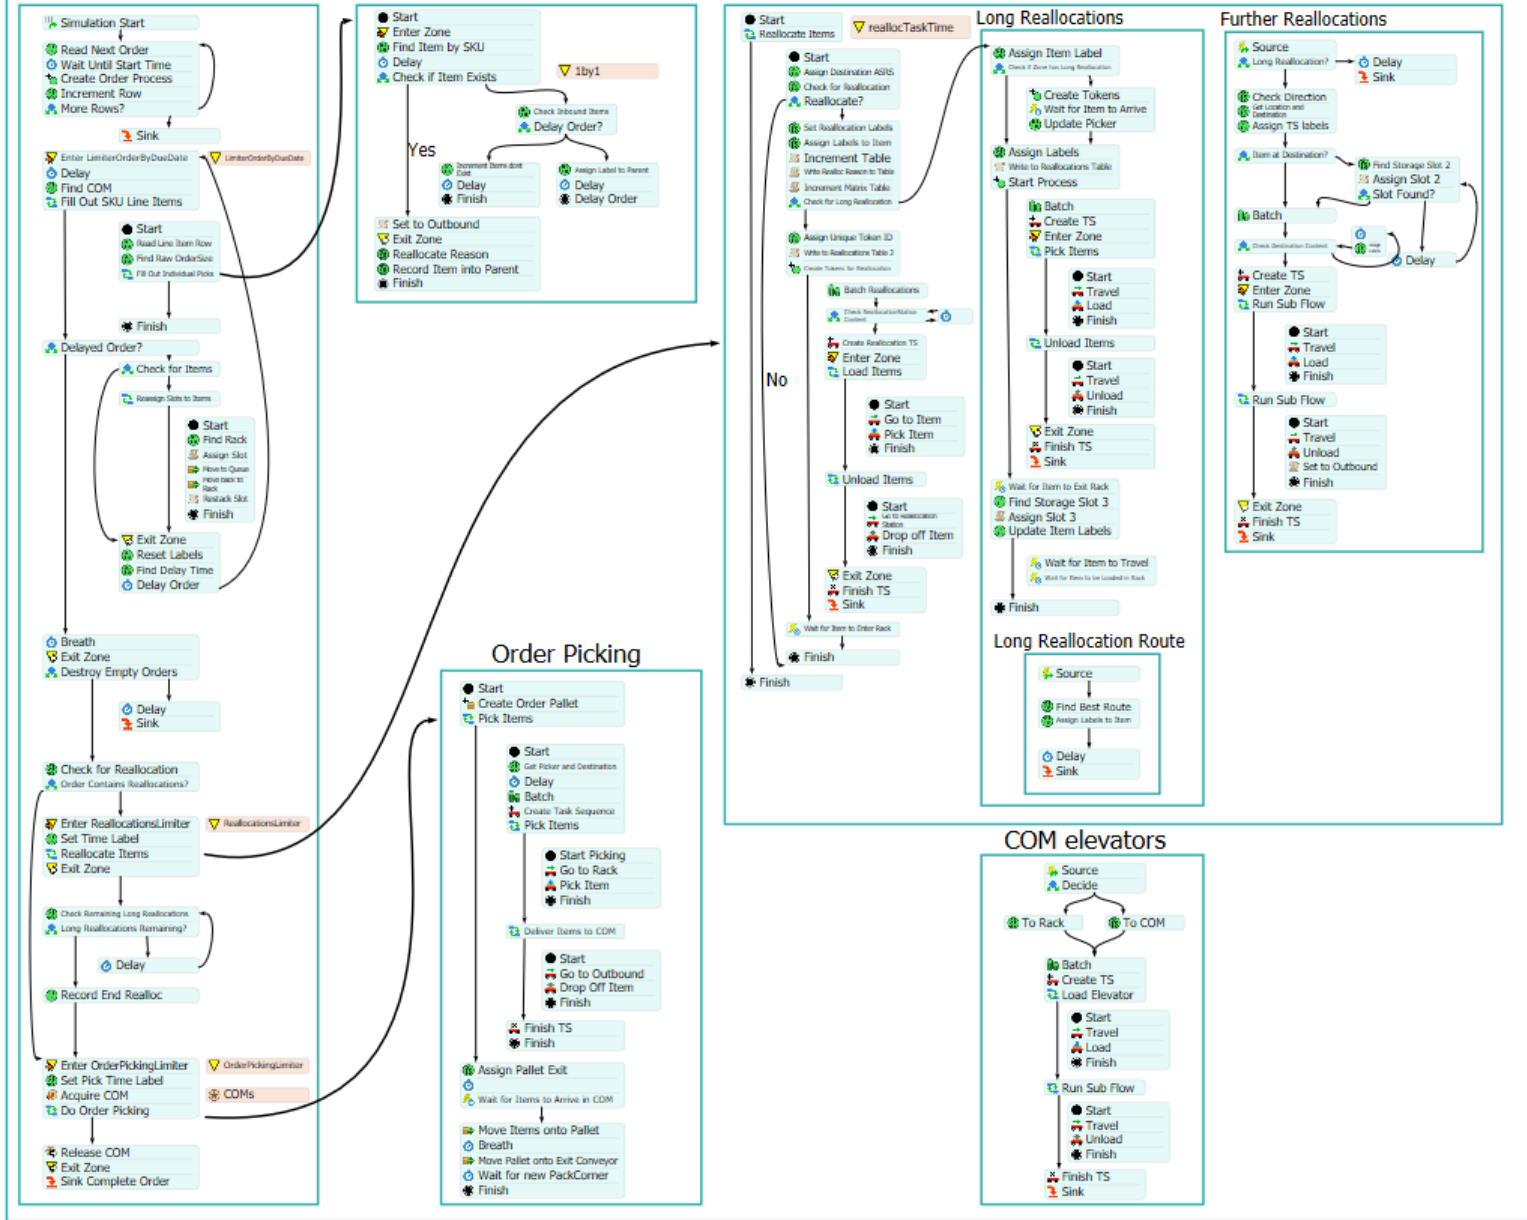 Simulation Start
Read Next Order
Wait Until Start Time
Create Order Process
Increment Row
More Rows?
Sink
Enter LimiterOrderByDueDate
LimiterOrderByDueDate
Delay
Find COM
Fill Out SKU Line Items
Start
Read Line Item Row
Find Raw OrderSize
Fill Out Individual Picks
Finish
Delayed Order?
Check for Items
Reassign Slots to Items
Start
Find Rack
Assign Slot
Move to Queue
Move back to Rack
Restack Slot
Finish
Exit Zone
Reset Labels
Find Delay Time
Delay Order
Breath
Exit Zone
Destroy Empty Orders
Delay
Sink
Check for Reallocation
Order Contains Reallocations?
Enter ReallocationsLimiter
ReallocationsLimiter
Set Time Label
Reallocate Items
Exit Zone
Check Remaining Long Reallocations
Long Reallocations Remaining?
Delay
Record End Realloc
Enter OrderPickingLimiter
OrderPickingLimiter
Set Pick Time Label
Acquire COM
COMs
Do Order Picking
Release COM
Exit Zone
Sink Complete Order
Start
Enter Zone
Find Item by SKU
Delay
Check if Item Exists
1by1
Check Inbound Items
Delay Order?
Yes
Increment Items dont Exist
Delay
Finish
Assign Label to Parent
Delay
Delay Order
Set to Outbound
Exit Zone
Reallocate Reason
Record Item into Parent
Finish
Order Picking
Start
Create Order Pallet
Pick Items
Start
Get Picker and Destination
Delay
Batch
Create Task Sequence
Pick Items
Start Picking
Go to Rack
Pick Item
Finish
Deliver Items to COM
Start
Go to Outbound
Drop Off Item
Finish
Finish TS
Finish
Assign Pallet Exit
Wait for Items to Arrive in COM
Move Items onto Pallet
Breath
Move Pallet onto Exit Conveyor
Wait for new PackCorner
Finish
Start
Reallocate Items
reallocTaskTime
Start
Assign Destination ASRS
Check for Reallocation
Reallocate?
Set Reallocation Labels
Assign Labels to Item
Increment Table
Write Realloc Reason to Table
Increment Matrix Table
Check for Long Reallocation
Assign Unique Token ID
Write to Reallocations Table 2
Create Tokens for Reallocation
Batch Reallocations
Check ReallocationStation Content
Create Reallocation TS
Enter Zone
Load Items
No
Start
Go to Item
Pick Item
Finish
Unload Items
Start
Go to Reallocation Station
Drop off Item
Finish
Exit Zone
Finish TS
Sink
Wait for Item to Enter Rack
Finish
Finish
Long Reallocations
Assign Item Label
Check if Zone has Long Reallocation
Create Tokens
Wait for Item to Arrive
Update Picker
Assign Labels
Write to Reallocations Table
Start Process
Batch
Create TS
Enter Zone
Pick Items
Start
Travel
Load
Finish
Unload Items
Start
Travel
Unload
Finish
Exit Zone
Finish TS
Sink
Wait for Item to Exit Rack
Find Storage Slot 3
Assign Slot 3
Update Item Labels
Wait for Item to Travel
Wait for Item to be Loaded in Rack
Finish
Long Reallocation Route
Source
Find Best Route
Assign Labels to Item
Delay
Sink
Further Reallocations
Source
Long Reallocation?
Delay
Sink
Check Direction
Get Location and Destination
Assign TS labels
Item at Destination?
Find Storage Slot 2
Assign Slot 2
Slot Found?
Batch
Check Destination Content
Delay
Create TS
Enter Zone
Run Sub Flow
Start
Travel
Load
Finish
Run Sub Flow
Start
Travel
Unload
Set to Outbound
Finish
Exit Zone
Finish TS
Sink
COM elevators
Source
Decide
To Rack
To COM
Batch
Create TS
Load Elevator
Start
Travel
Load
Finish
Run Sub Flow
Start
Travel
Unload
Finish
Finish TS
Sink